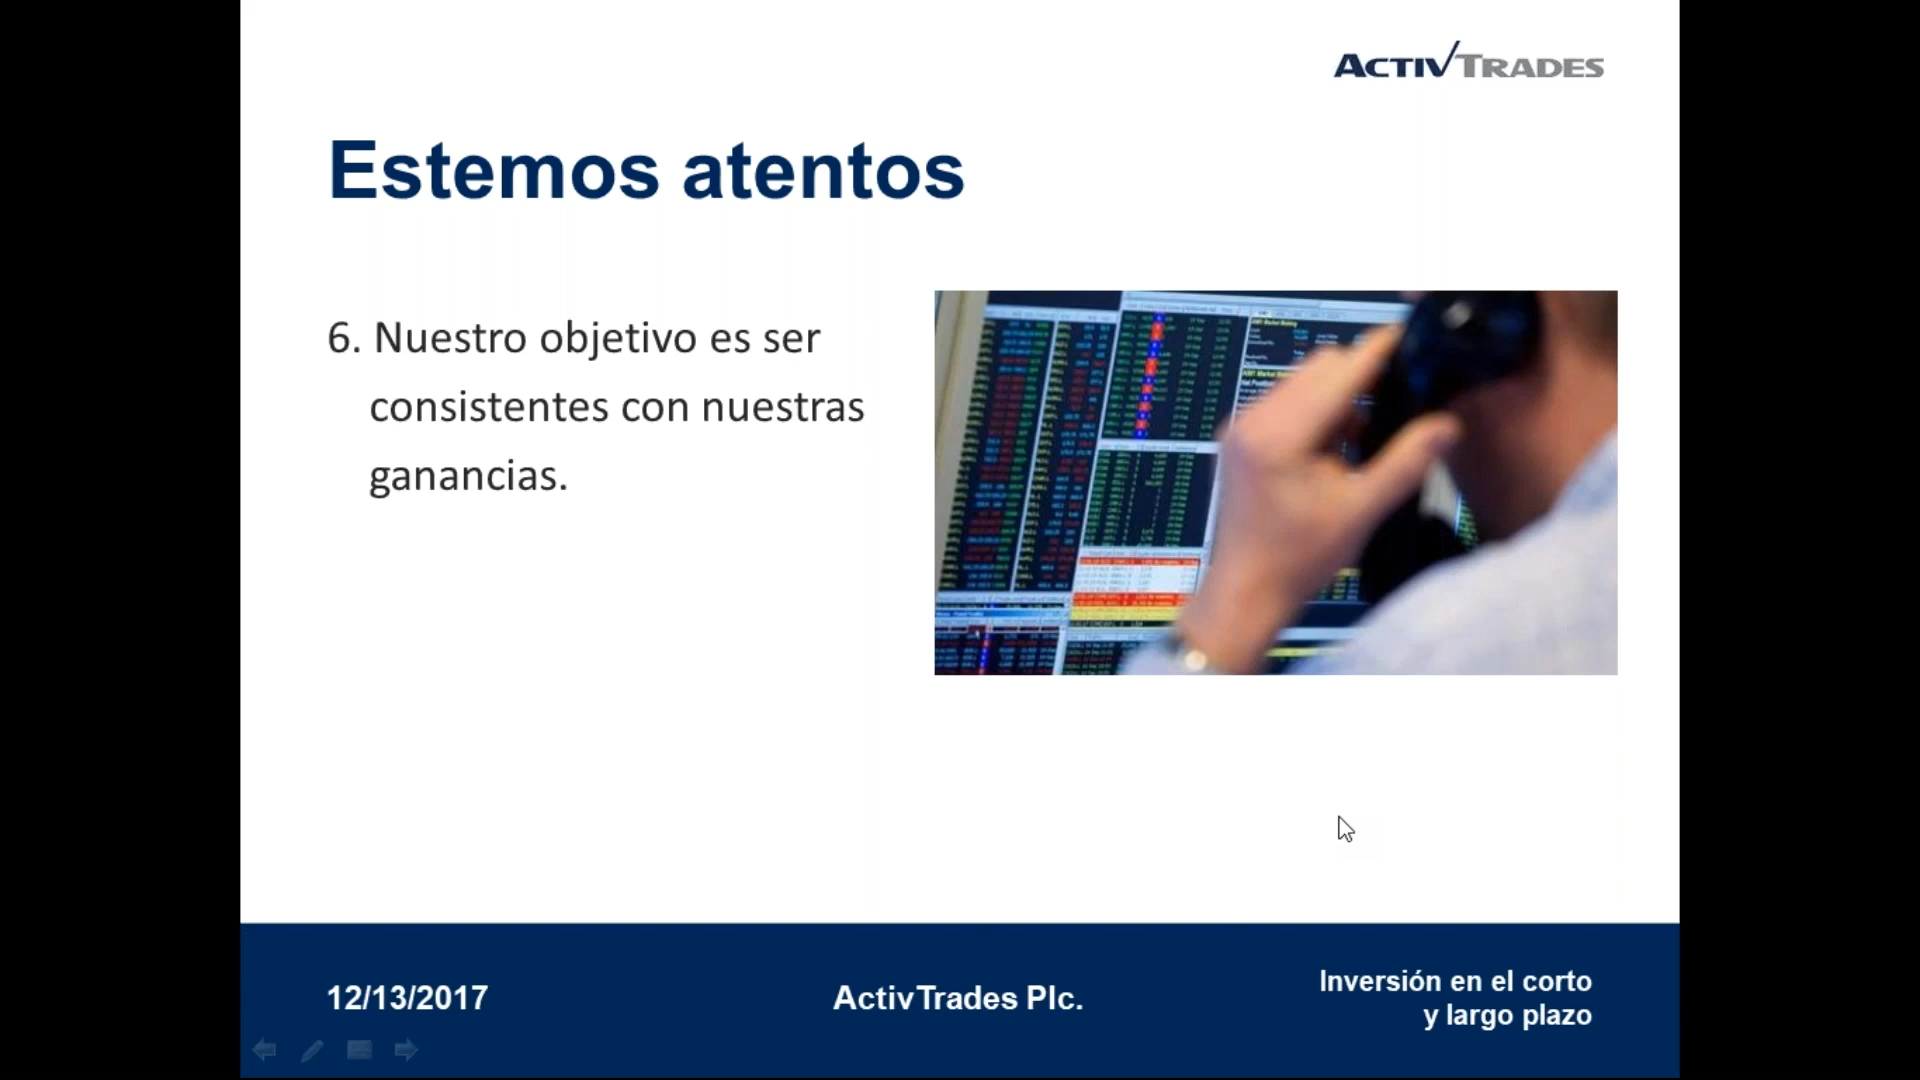 ACTIVTRADES
Estemos atentos
6. Nuestro objetivo es ser
consistentes con nuestras
ganancias.
12/13/2017
ActivTrades Plc.
Inversión en el corto
y largo plazo